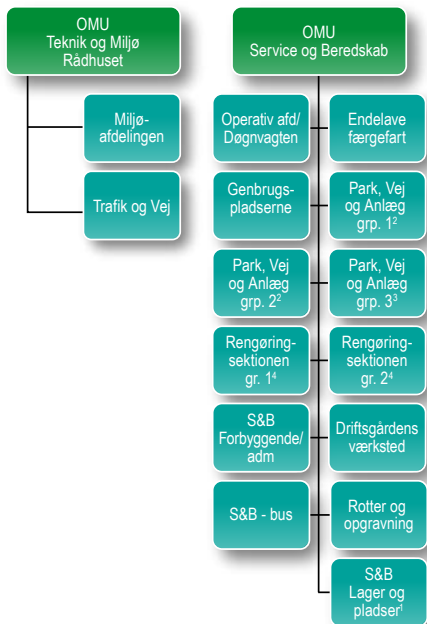 OMU
Teknik og Miljø
Rådhuset
Miljø-
afdelingen
Trafik og Vej
OMU
Service og Beredskab
Operativ afd/
Døgnvagten
Endelave
færgefart
Genbrugs-
pladserne
Park, Vej
og Anlæg
grp. 1²
Park, Vej
og Anlæg
grp. 2²
Park, Vej
og Anlæg
grp. 3³
Rengøring-
sektionen
gr. 1⁴
Rengøring-
sektionen
gr. 2⁴
S&B
Forbyggende/
adm
Driftsgårdens
værksted
S&B - bus
Rotter og
opgravning
S&B
Lager og
pladser¹